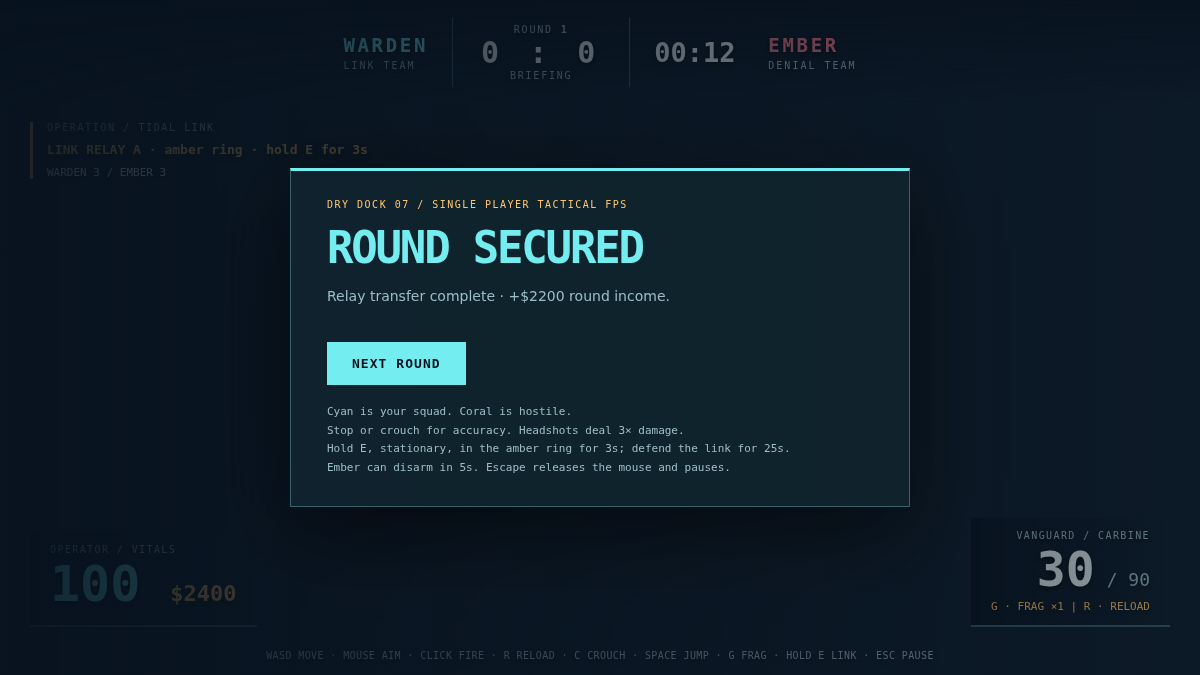 WARDEN
LINK TEAM
ROUND 1
0 : 0
BRIEFING
00:12
EMBER
DENIAL TEAM
OPERATION / TIDAL LINK
LINK RELAY A · amber ring · hold E for 3s
WARDEN 3 / EMBER 3
DRY DOCK 07 / SINGLE PLAYER TACTICAL FPS
ROUND SECURED
Relay transfer complete · +$2200 round income.
NEXT ROUND
Cyan is your squad. Coral is hostile.
Stop or crouch for accuracy. Headshots deal 3× damage.
Hold E, stationary, in the amber ring for 3s; defend the link for 25s.
Ember can disarm in 5s. Escape releases the mouse and pauses.
OPERATOR / VITALS
100 $2400
VANGUARD / CARBINE
30 / 90
G · FRAG ×1 | R · RELOAD
WASD MOVE · MOUSE AIM · CLICK FIRE · R RELOAD · C CROUCH · SPACE JUMP · G FRAG · HOLD E LINK · ESC PAUSE